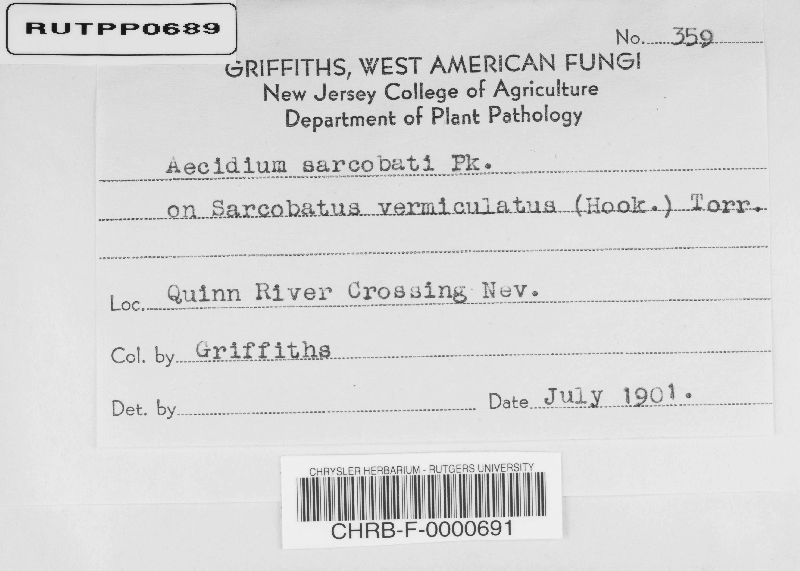 RUTPP0689
No. 359
GRIFFITHS, WEST AMERICAN FUNGI
New Jersey College of Agriculture
Department of Plant Pathology
Aecidium sarcobati Pk.
on Sarcobatus vermiculatus (Hook.) Torr.
Loc. Quinn River Crossing Nev.
Col. by Griffiths
Det. by
Date July 1901.
CHRYSLER HERBARIUM - RUTGERS UNIVERSITY
CHRB-F-0000691